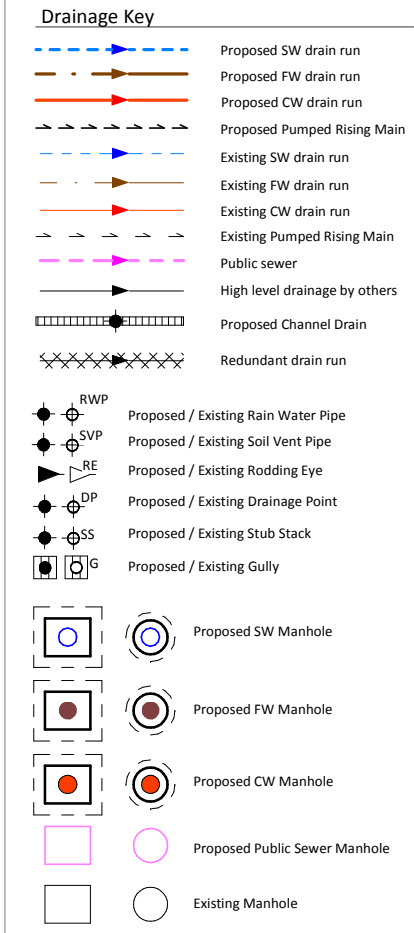 Drainage Key
Proposed SW drain run
Proposed FW drain run
Proposed CW drain run
Proposed Pumped Rising Main
Existing SW drain run
Existing FW drain run
Existing CW drain run
Existing Pumped Rising Main
Public sewer
High level drainage by others
Proposed Channel Drain
Redundant drain run
RWP Proposed / Existing Rain Water Pipe
SVP Proposed / Existing Soil Vent Pipe
RE Proposed / Existing Rodding Eye
DP Proposed / Existing Drainage Point
SS Proposed / Existing Stub Stack
G Proposed / Existing Gully
Proposed SW Manhole
Proposed FW Manhole
Proposed CW Manhole
Proposed Public Sewer Manhole
Existing Manhole